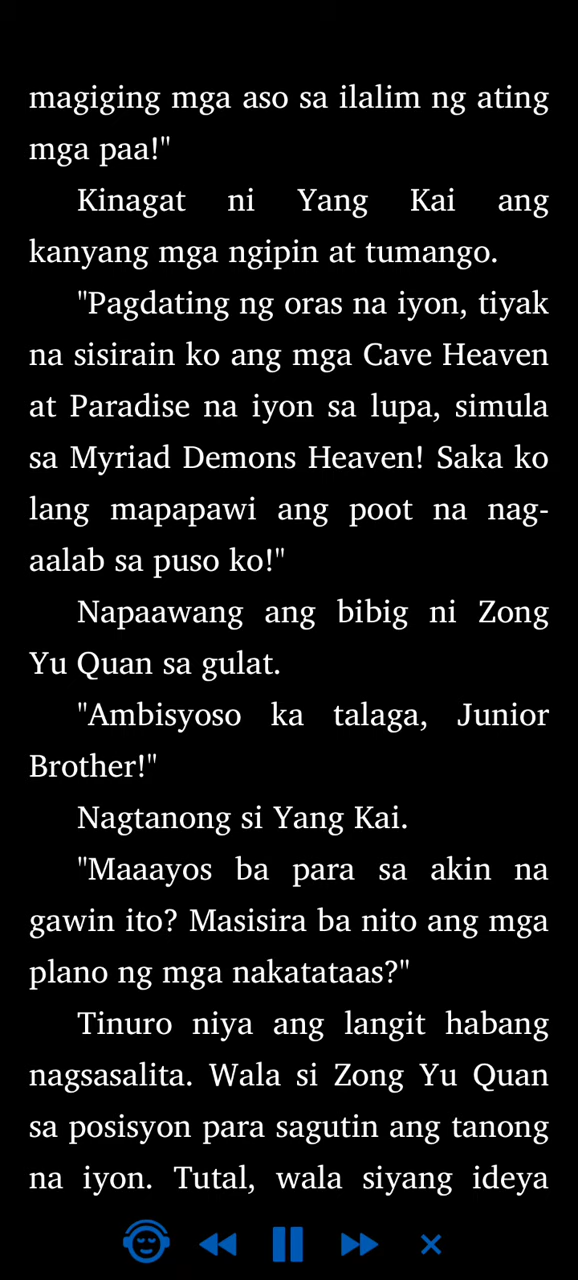 magiging mga aso sa ilalim ng ating
mga paa!"
Kinagat ni Yang Kai ang
kanyang mga ngipin at tumango.
"Pagdating ng oras na iyon, tiyak
na sisirain ko ang mga Cave Heaven
at Paradise na iyon sa lupa, simula
sa Myriad Demons Heaven! Saka ko
lang mapapawi ang poot na nag-
aalab sa puso ko!"
Napaawang ang bibig ni Zong
Yu Quan sa gulat.
"Ambisyoso ka talaga, Junior
Brother!"
Nagtanong si Yang Kai.
"Maaayos ba para sa akin na
gawin ito? Masisira ba nito ang mga
plano ng mga nakatataas?"
Tinuro niya ang langit habang
nagsasalita. Wala si Zong Yu Quan
sa posisyon para sagutin ang tanong
na iyon. Tutal, wala siyang ideya